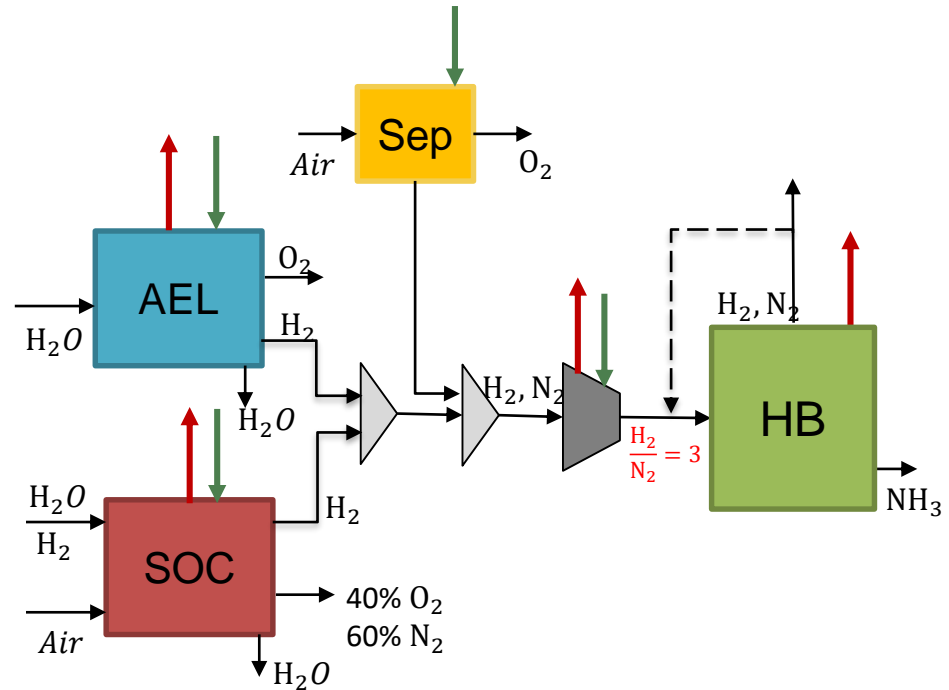 Sep
Air
O₂
AEL
O₂
H₂O
H₂
H₂O
H₂, N₂
H₂, N₂
H₂/N₂ = 3
HB
NH₃
H₂O
H₂
SOC
H₂
Air
40% O₂
60% N₂
H₂O